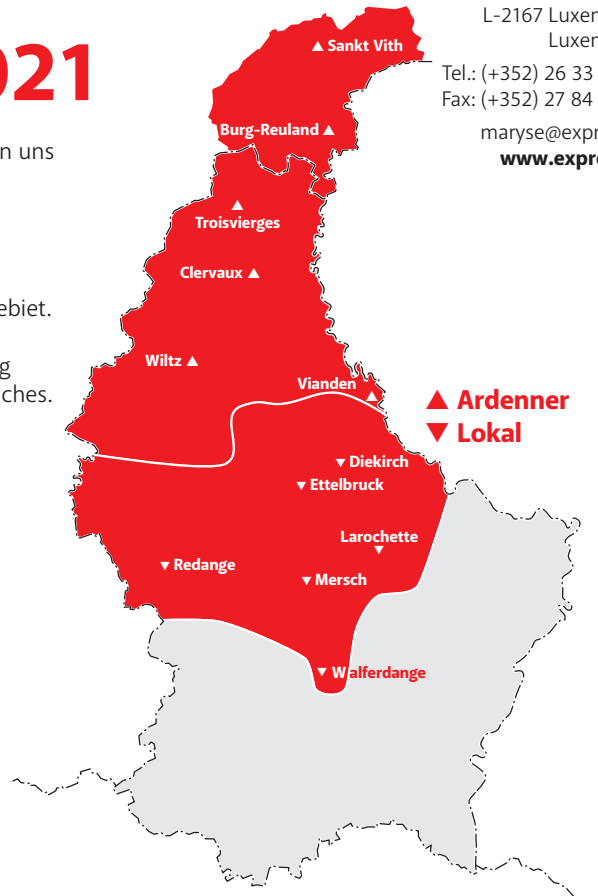 021
n uns
ebiet.
g
ches.
L-2167 Luxen
Luxen
Tel.: (+352) 26 33
Fax: (+352) 27 84
maryse@expr
www.expre
▲ Sankt Vith
Burg-Reuland ▲
▲
Troisvierges
Clervaux ▲
Wiltz ▲
Vianden
▲
▲ Ardenner
▼ Lokal
▼ Diekirch
▼ Ettelbruck
Larochette
▼
▼ Redange
▼ Mersch
▼ Walferdange